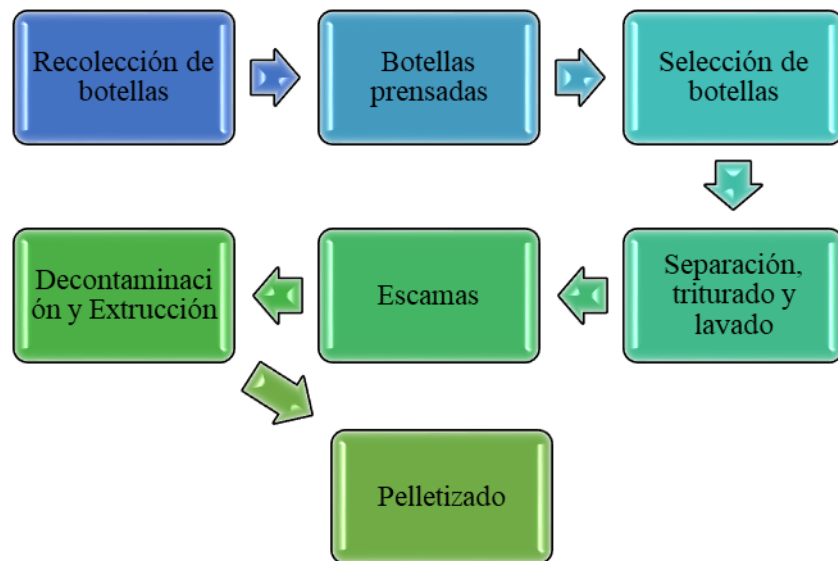 Recolección de
botellas
Botellas
prensadas
Selección de
botellas
Separación,
triturado y
lavado
Escamas
Decontaminaci
ón y Extrucción
Pelletizado